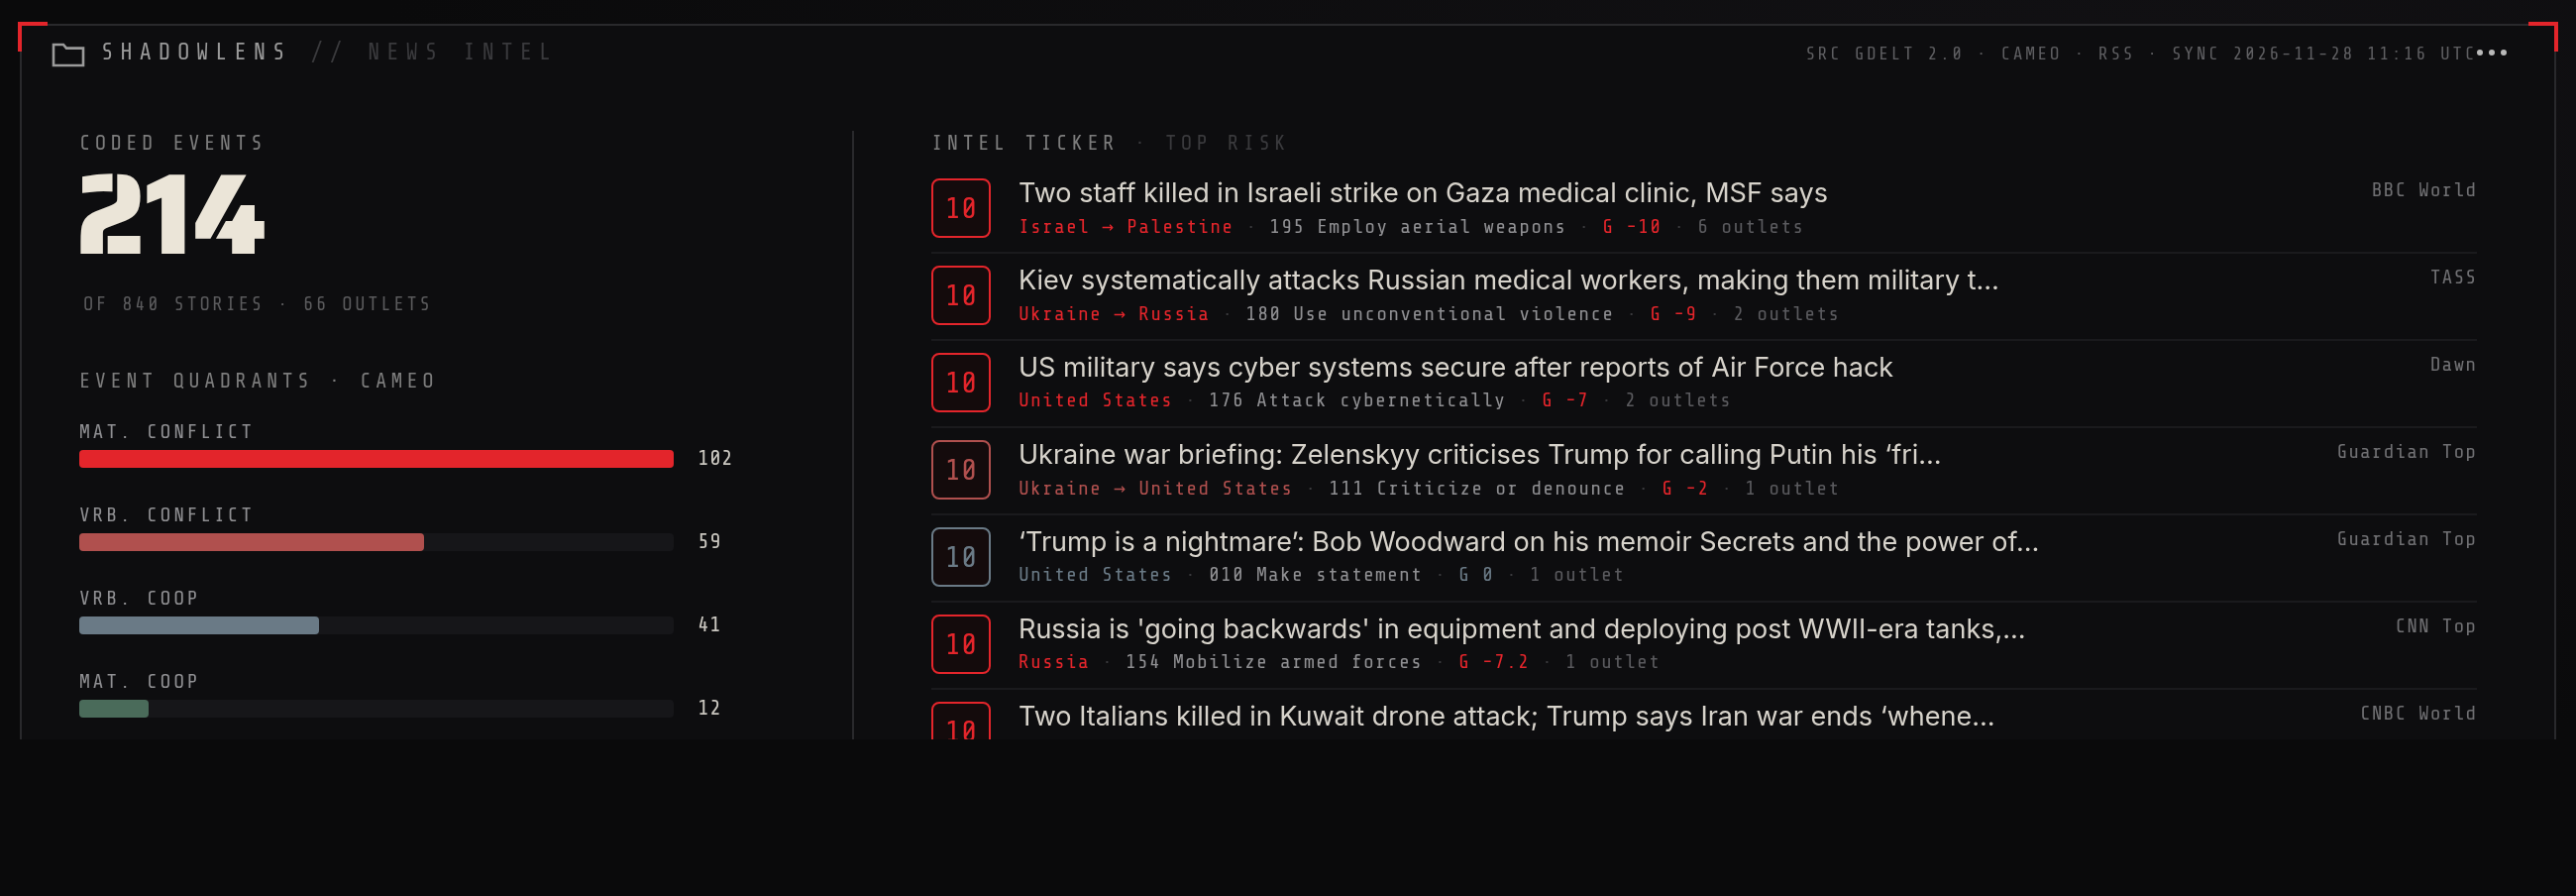 SHADOWLENS // NEWS INTEL
SRC GDELT 2.0 · CAMEO · RSS · SYNC 2026-11-28 11:16 UTC
CODED EVENTS
214
OF 840 STORIES · 66 OUTLETS
EVENT QUADRANTS · CAMEO
MAT. CONFLICT
102
VRB. CONFLICT
59
VRB. COOP
41
MAT. COOP
12
INTEL TICKER · TOP RISK
10
Two staff killed in Israeli strike on Gaza medical clinic, MSF says
BBC World
Israel → Palestine · 195 Employ aerial weapons · G -10 · 6 outlets
10
Kiev systematically attacks Russian medical workers, making them military t...
TASS
Ukraine → Russia · 180 Use unconventional violence · G -9 · 2 outlets
10
US military says cyber systems secure after reports of Air Force hack
Dawn
United States · 176 Attack cybernetically · G -7 · 2 outlets
10
Ukraine war briefing: Zelenskyy criticises Trump for calling Putin his ‘fri...
Guardian Top
Ukraine → United States · 111 Criticize or denounce · G -2 · 1 outlet
10
‘Trump is a nightmare’: Bob Woodward on his memoir Secrets and the power of...
Guardian Top
United States · 010 Make statement · G 0 · 1 outlet
10
Russia is 'going backwards' in equipment and deploying post WWII-era tanks,...
CNN Top
Russia · 154 Mobilize armed forces · G -7.2 · 1 outlet
10
Two Italians killed in Kuwait drone attack; Trump says Iran war ends ‘whene...
CNBC World